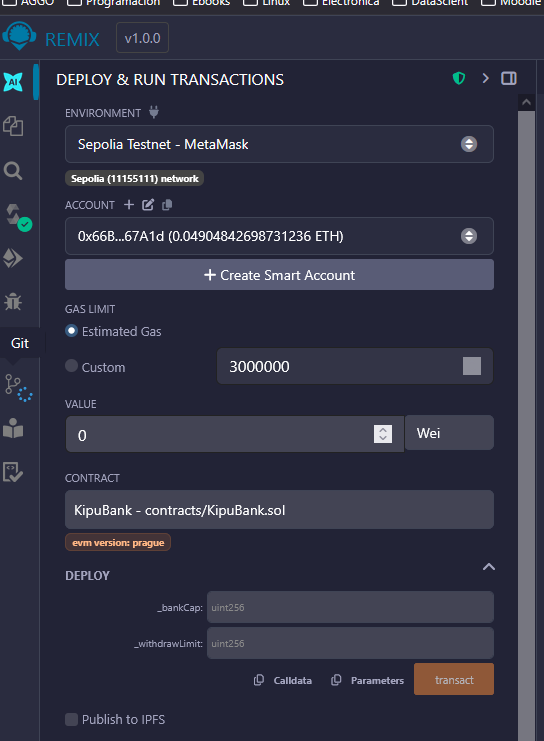 AGGO Programación Ebooks Linux Electrónica DataScient Moodle
REMIX v1.0.0
AI DEPLOY & RUN TRANSACTIONS
ENVIRONMENT
Sepolia Testnet - MetaMask
Sepolia (11155111) network
ACCOUNT
0x66B...67A1d (0.04904842698731236 ETH)
Create Smart Account
GAS LIMIT
Estimated Gas
Git
Custom 3000000
VALUE
0 Wei
CONTRACT
KipuBank - contracts/KipuBank.sol
evm version: prague
DEPLOY
_bankCap: uint256
_withdrawLimit: uint256
Calldata Parameters transact
Publish to IPFS